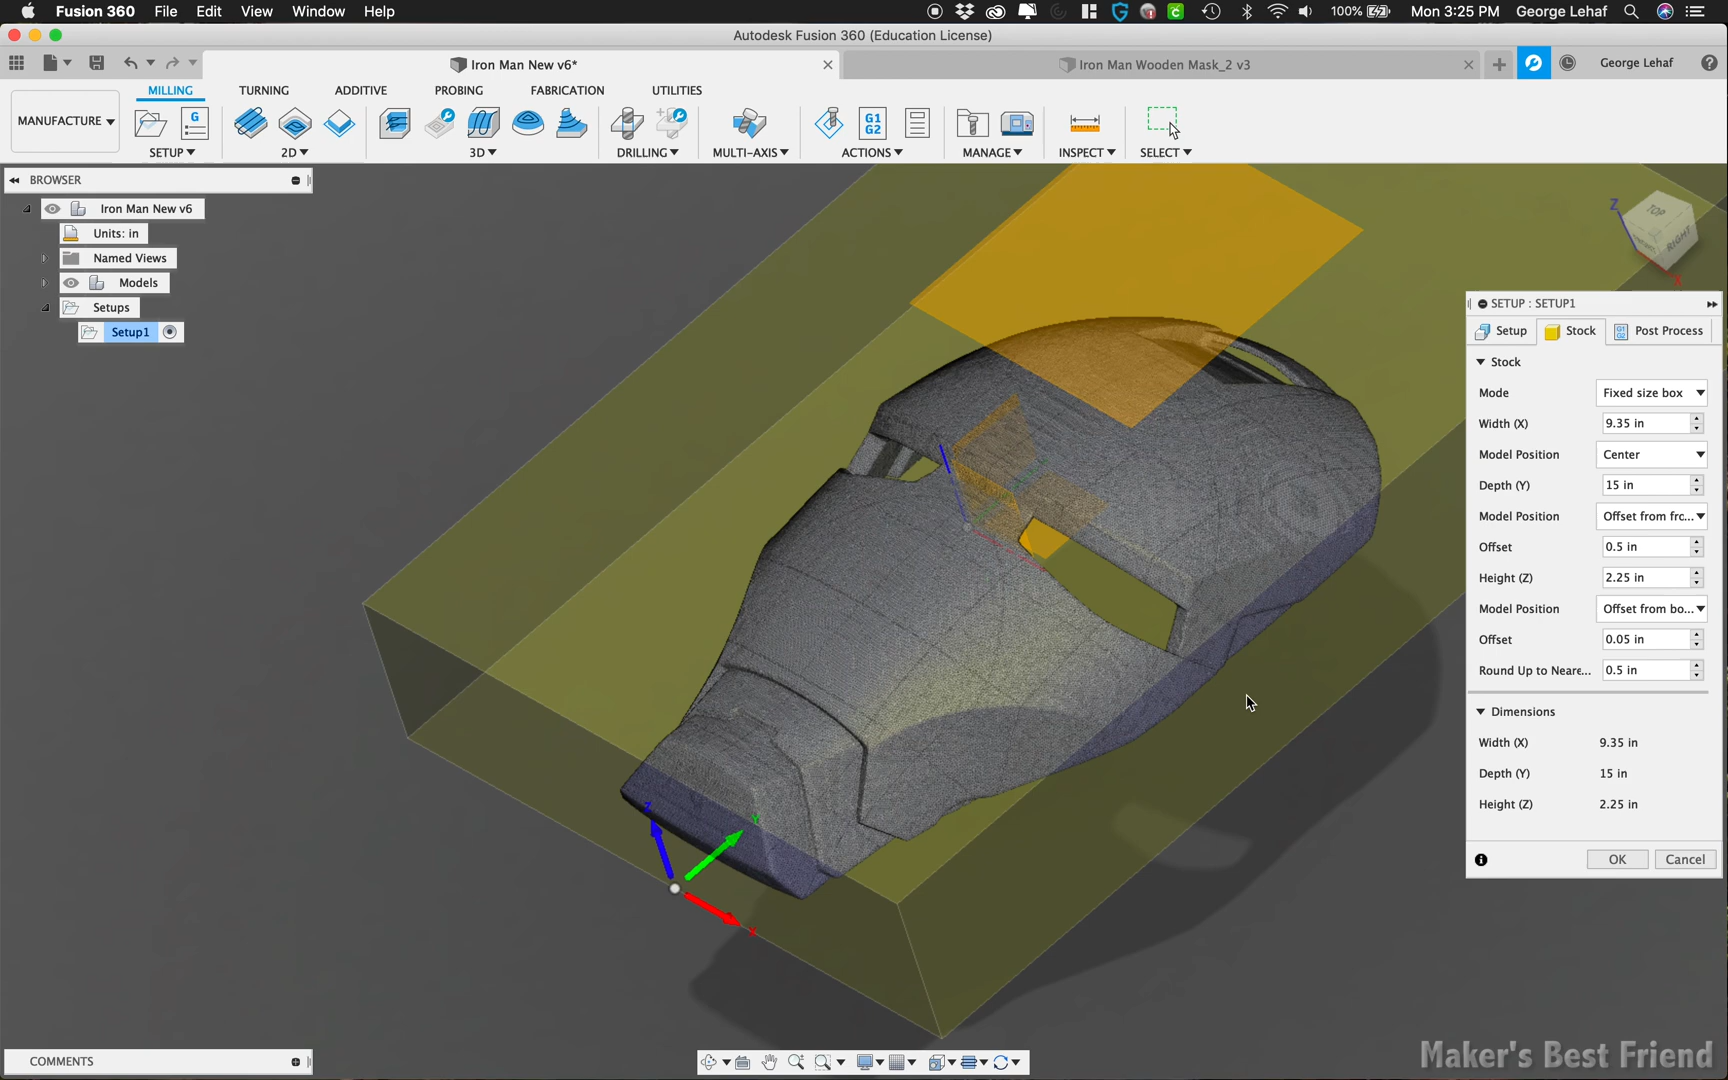 Fusion 360 File Edit View Window Help
100% Mon 3:25 PM George Lehaf
Autodesk Fusion 360 (Education License)
Iron Man New v6*
Iron Man Wooden Mask_2 v3
George Lehaf
MILLING TURNING ADDITIVE PROBING FABRICATION UTILITIES
MANUFACTURE
G
G1
G2
SETUP 2D 3D DRILLING MULTI-AXIS ACTIONS MANAGE INSPECT SELECT
BROWSER
Iron Man New v6
Units: in
Named Views
Models
Setups
Setup1
Z
TOP
RIGHT
X
SETUP : SETUP1
Setup Stock Post Process
Stock
Mode Fixed size box
Width (X) 9.35 in
Model Position Center
Depth (Y) 15 in
Model Position Offset from frc...
Offset 0.5 in
Height (Z) 2.25 in
Model Position Offset from bo...
Offset 0.05 in
Round Up to Neare... 0.5 in
Dimensions
Width (X) 9.35 in
Depth (Y) 15 in
Height (Z) 2.25 in
OK Cancel
Z
Y
X
COMMENTS
Maker's Best Friend